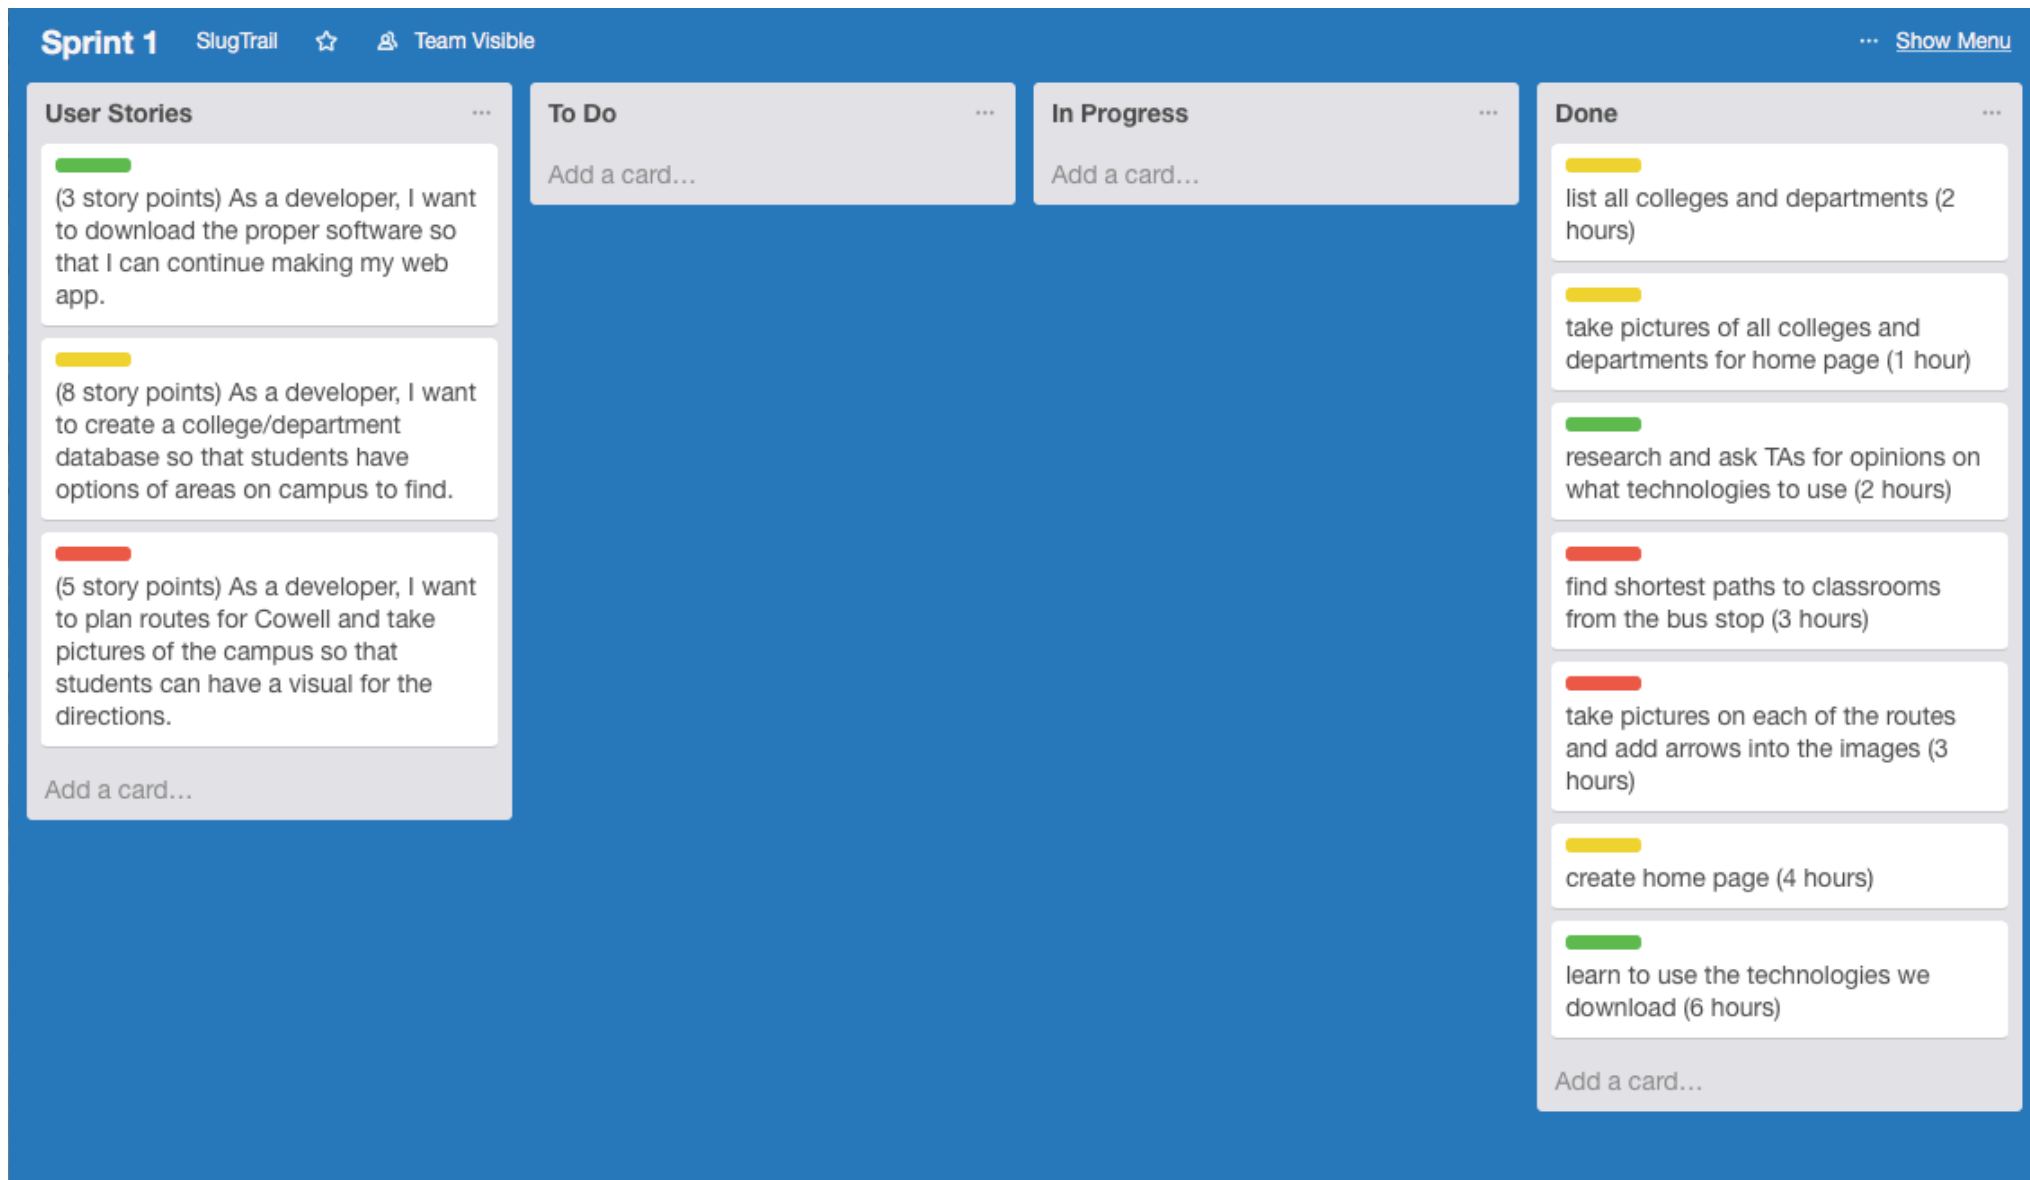 Sprint 1 SlugTrail Team Visible ... Show Menu
User Stories ...
(3 story points) As a developer, I want
to download the proper software so
that I can continue making my web
app.
(8 story points) As a developer, I want
to create a college/department
database so that students have
options of areas on campus to find.
(5 story points) As a developer, I want
to plan routes for Cowell and take
pictures of the campus so that
students can have a visual for the
directions.
Add a card...
To Do ...
Add a card...
In Progress ...
Add a card...
Done ...
list all colleges and departments (2
hours)
take pictures of all colleges and
departments for home page (1 hour)
research and ask TAs for opinions on
what technologies to use (2 hours)
find shortest paths to classrooms
from the bus stop (3 hours)
take pictures on each of the routes
and add arrows into the images (3
hours)
create home page (4 hours)
learn to use the technologies we
download (6 hours)
Add a card...